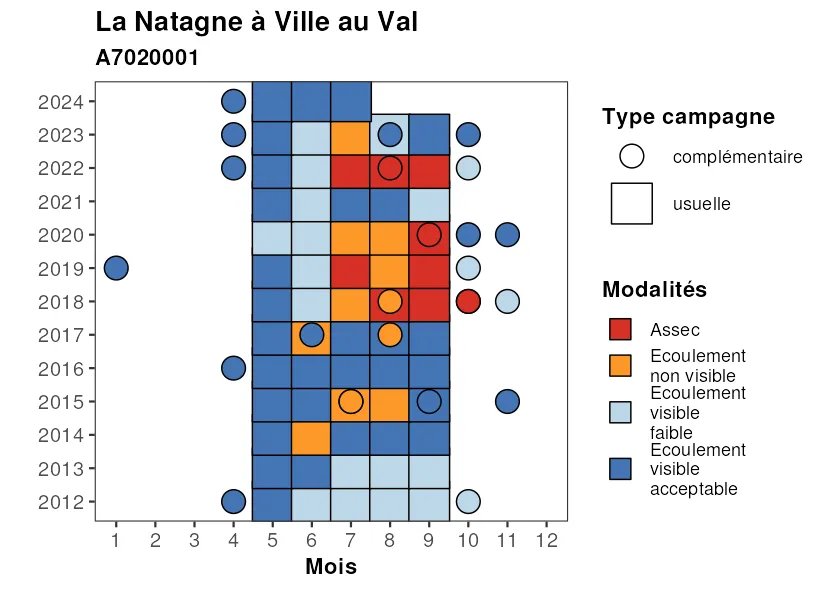 La Natagne à Ville au Val
A7020001
2024
2023
2022
2021
2020
2019
2018
2017
2016
2015
2014
2013
2012
1 2 3 4 5 6 7 8 9 10 11 12
Mois
Type campagne
complémentaire
usuelle
Modalités
Assec
Ecoulement
non visible
Ecoulement
visible
faible
Ecoulement
visible
acceptable